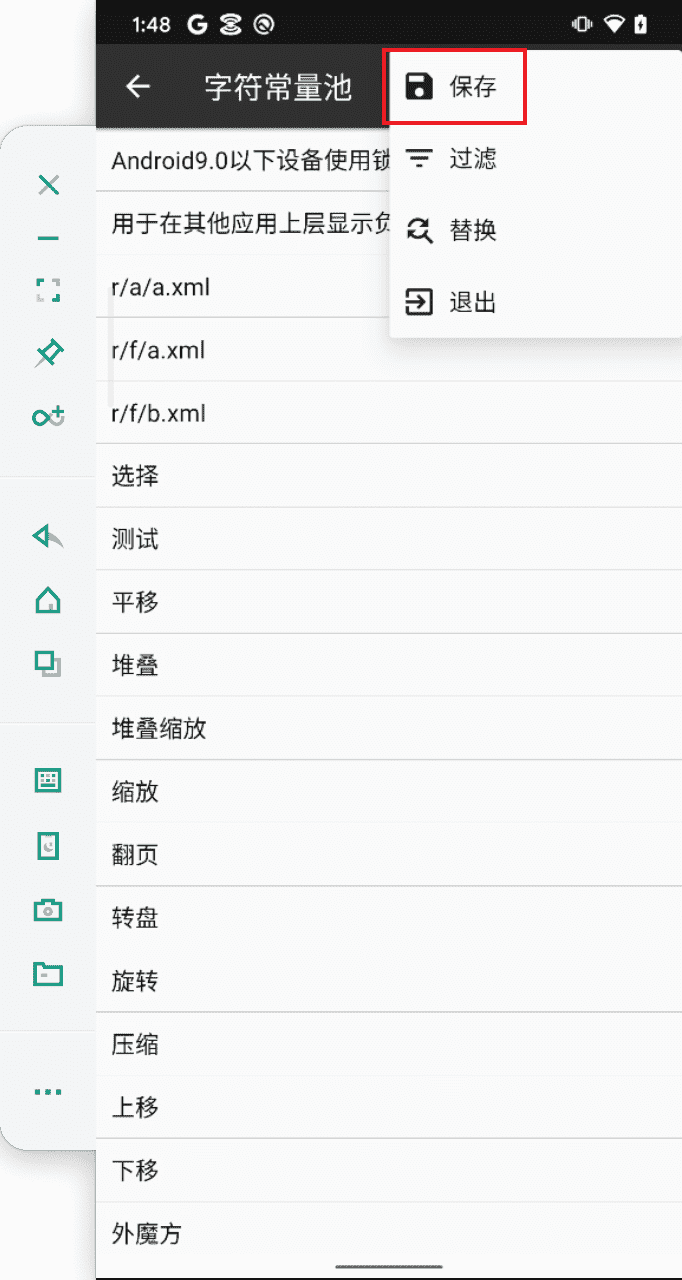 1:48
字符常量池
保存
过滤
替换
退出
Android9.0以下设备使用锁
用于在其他应用上层显示负
r/a/a.xml
r/f/a.xml
r/f/b.xml
选择
测试
平移
堆叠
堆叠缩放
缩放
翻页
转盘
旋转
压缩
上移
下移
外魔方